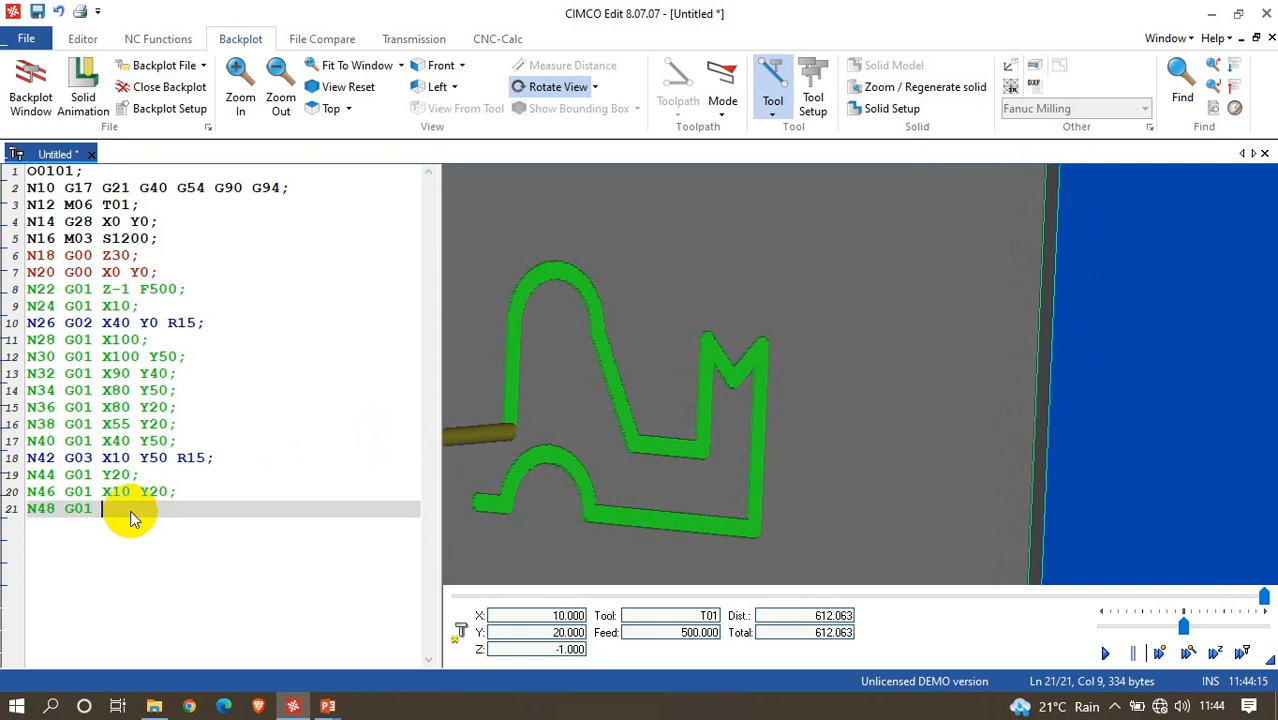 CIMCO Edit 8.07.07 - [Untitled *]
File Editor NC Functions Backplot File Compare Transmission CNC-Calc Window Help
Backplot Window
Solid Animation
Backplot File
Close Backplot
Backplot Setup
File
Zoom In
Zoom Out
Fit To Window
View Reset
Top
Front
Left
View From Tool
Measure Distance
Rotate View
Show Bounding Box
View
Toolpath
Mode
Toolpath
Tool
Tool Setup
Tool
Solid Model
Zoom / Regenerate solid
Solid Setup
Solid
Fanuc Milling
Other
Find
Find
Untitled *
1 O0101;
2 N10 G17 G21 G40 G54 G90 G94;
3 N12 M06 T01;
4 N14 G28 X0 Y0;
5 N16 M03 S1200;
6 N18 G00 Z30;
7 N20 G00 X0 Y0;
8 N22 G01 Z-1 F500;
9 N24 G01 X10;
10 N26 G02 X40 Y0 R15;
11 N28 G01 X100;
12 N30 G01 X100 Y50;
13 N32 G01 X90 Y40;
14 N34 G01 X80 Y50;
15 N36 G01 X80 Y20;
16 N38 G01 X55 Y20;
17 N40 G01 X40 Y50;
18 N42 G03 X10 Y50 R15;
19 N44 G01 Y20;
20 N46 G01 X10 Y20;
21 N48 G01
X: 10.000 Tool: T01 Dist.: 612.063
Y: 20.000 Feed: 500.000 Total: 612.063
Z: -1.000
Unlicensed DEMO version Ln 21/21, Col 9, 334 bytes INS 11:44:15
21°C Rain 11:44